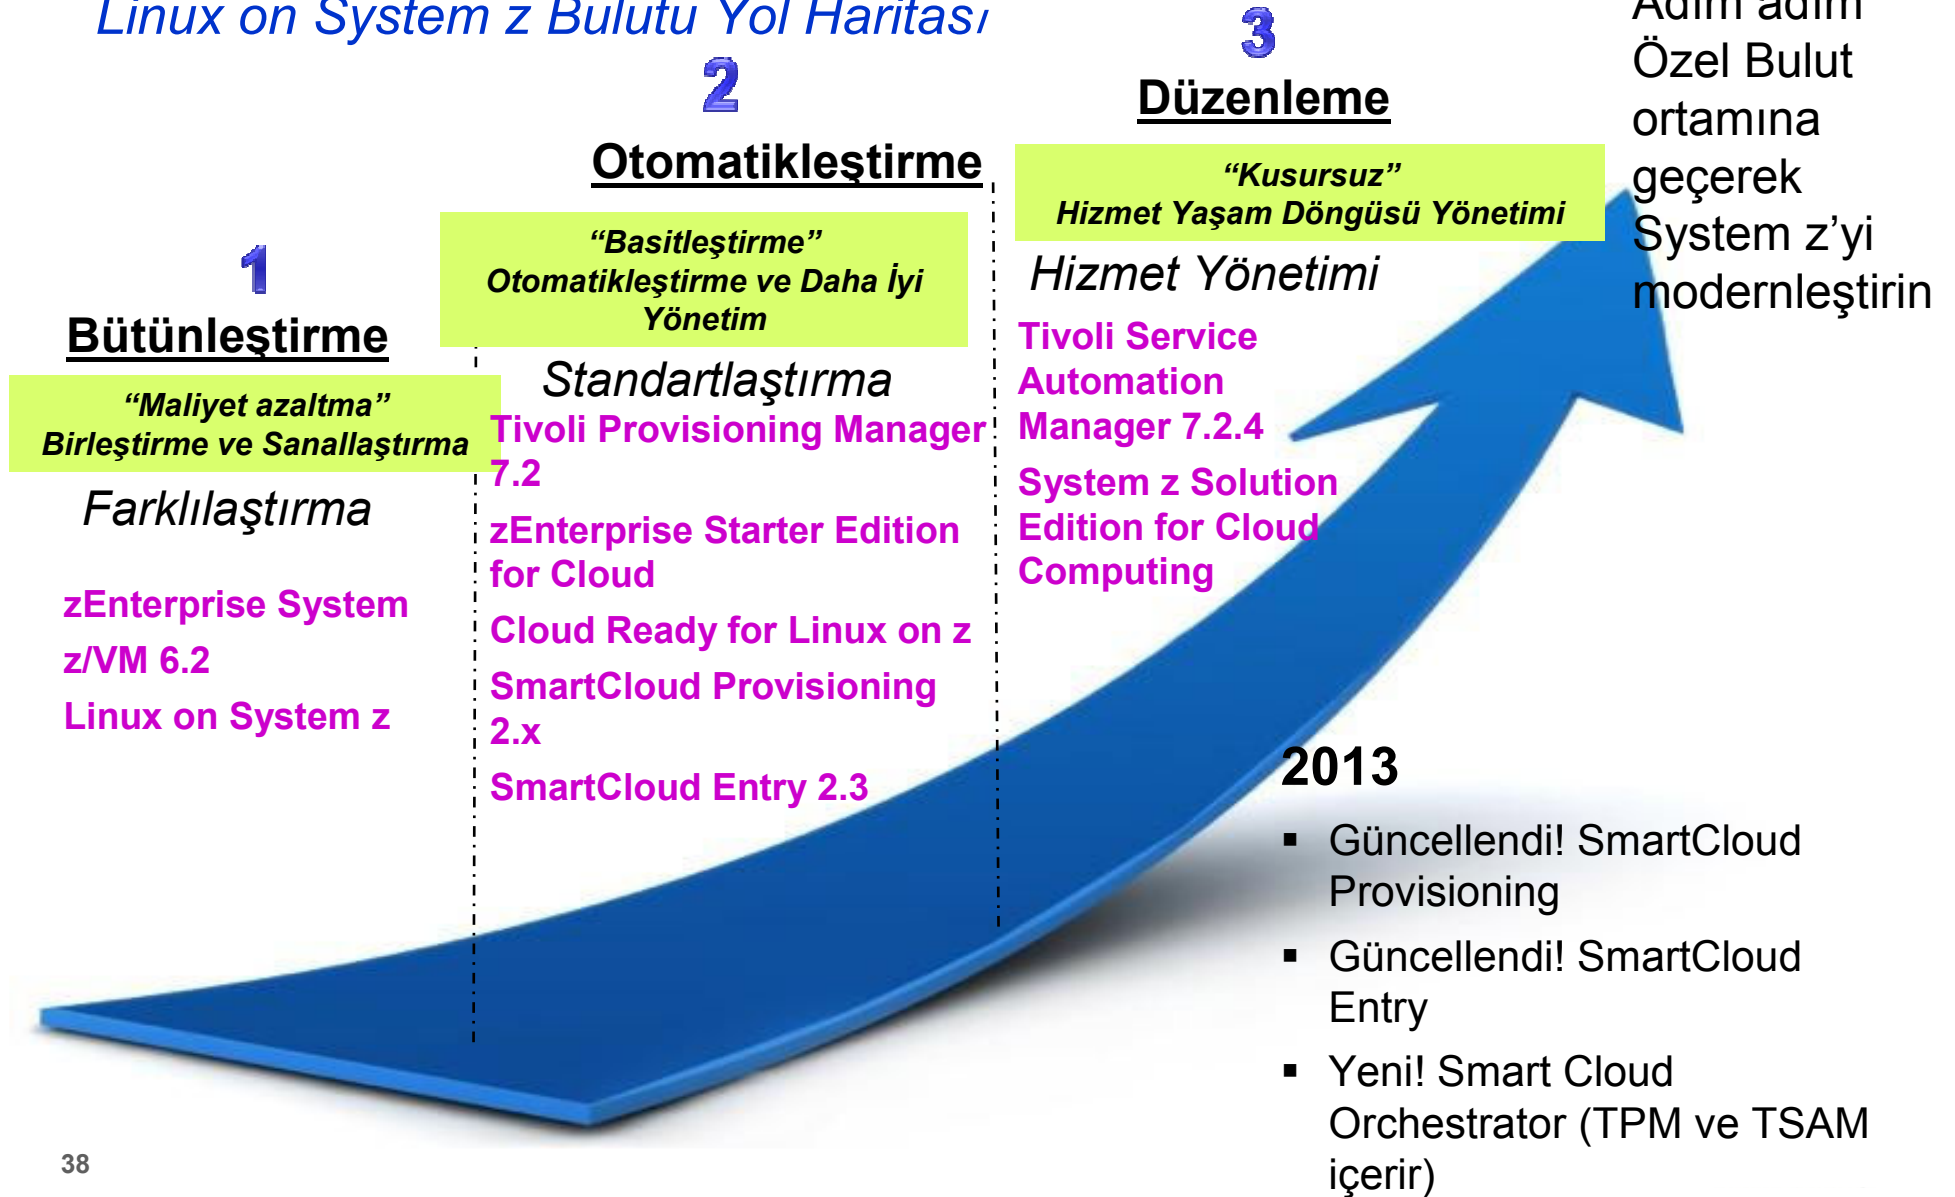 Linux on System z Bulutu Yol Haritası
1
Bütünleştirme
“Maliyet azaltma”
Birleştirme ve Sanallaştırma
Farklılaştırma
zEnterprise System
z/VM 6.2
Linux on System z
2
Otomatikleştirme
“Basitleştirme”
Otomatikleştirme ve Daha İyi
Yönetim
Standartlaştırma
Tivoli Provisioning Manager
7.2
zEnterprise Starter Edition
for Cloud
Cloud Ready for Linux on z
SmartCloud Provisioning
2.x
SmartCloud Entry 2.3
3
Düzenleme
“Kusursuz”
Hizmet Yaşam Döngüsü Yönetimi
Hizmet Yönetimi
Tivoli Service
Automation
Manager 7.2.4
System z Solution
Edition for Cloud
Computing
Adım adım
Özel Bulut
ortamına
geçerek
System z’yi
modernleştirin
2013
▪ Güncellendi! SmartCloud
Provisioning
▪ Güncellendi! SmartCloud
Entry
▪ Yeni! Smart Cloud
Orchestrator (TPM ve TSAM
içerir)
38